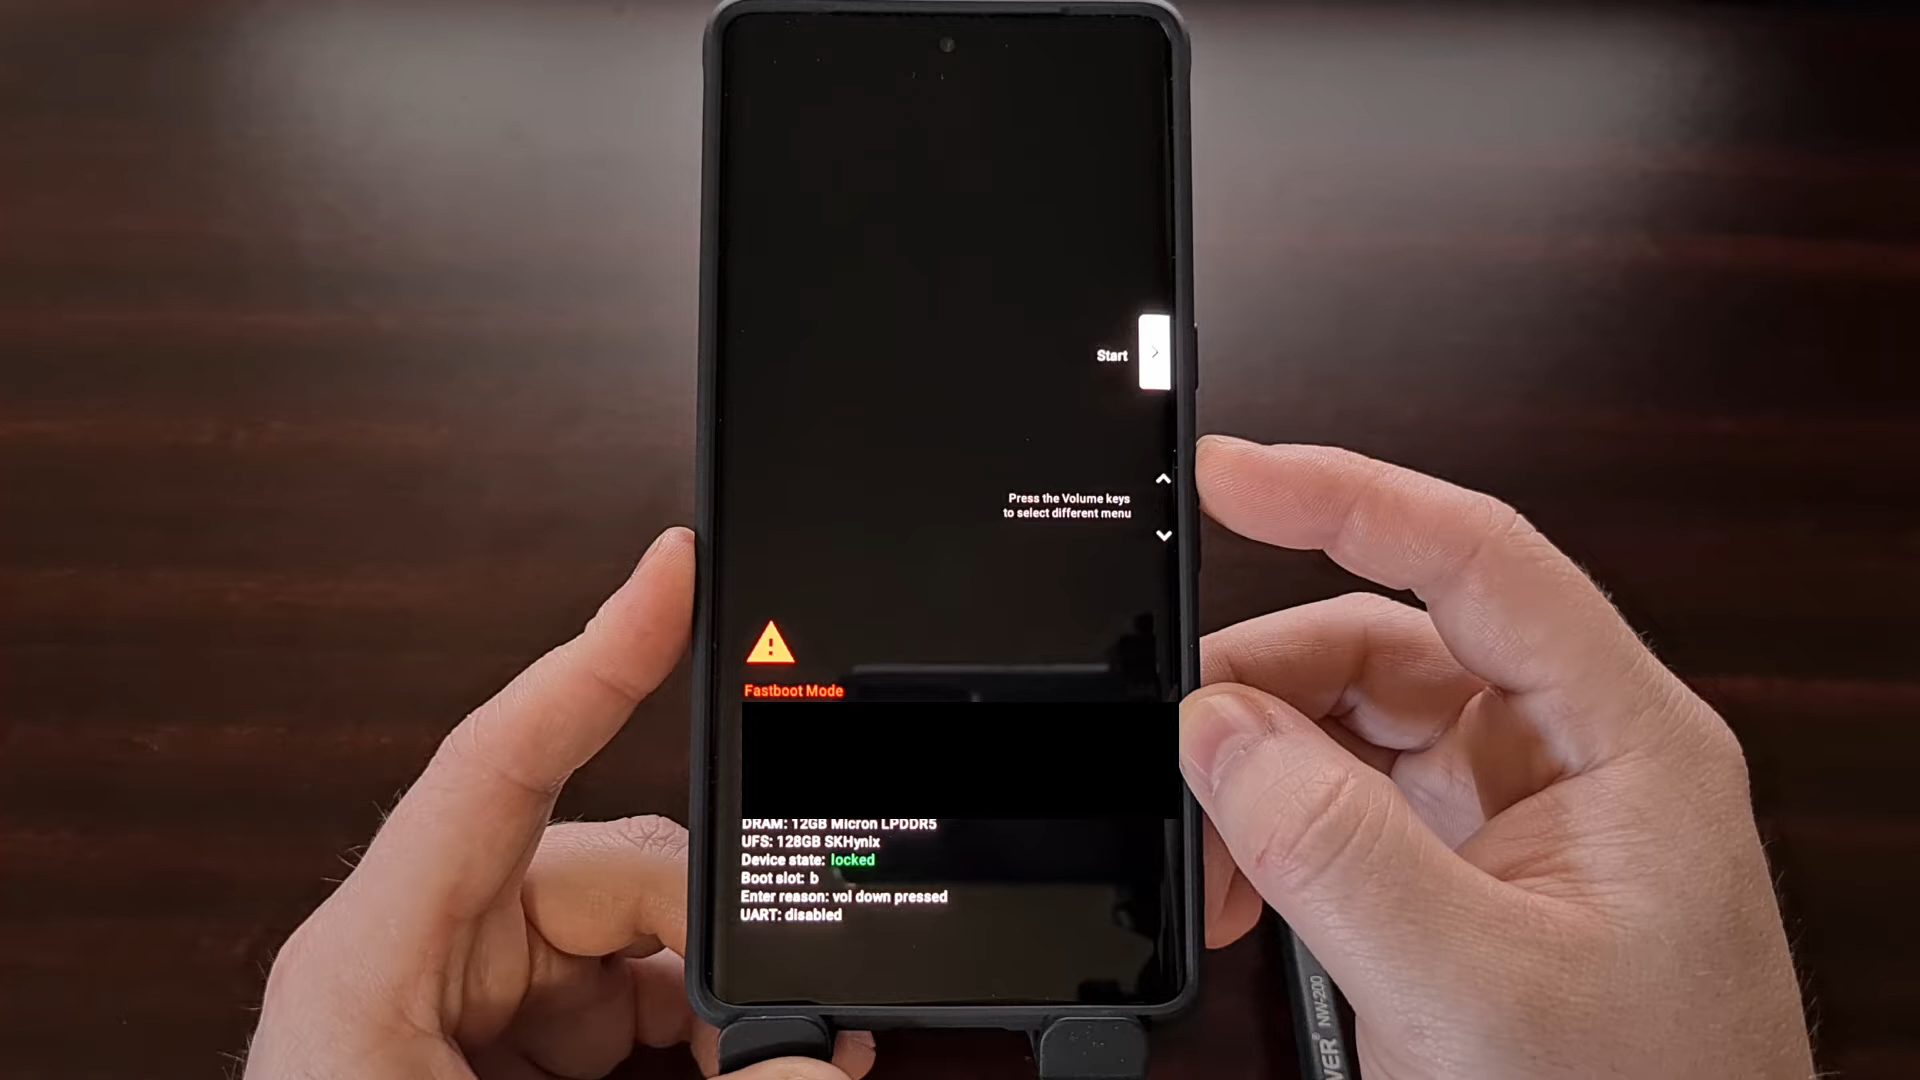 Start
Press the Volume keys
to select different menu
Fastboot Mode
DRAM: 12GB Micron LPDDR5
UFS: 128GB SKHynix
Device state: locked
Boot slot: b
Enter reason: vol down pressed
UART: disabled
VER NW-200